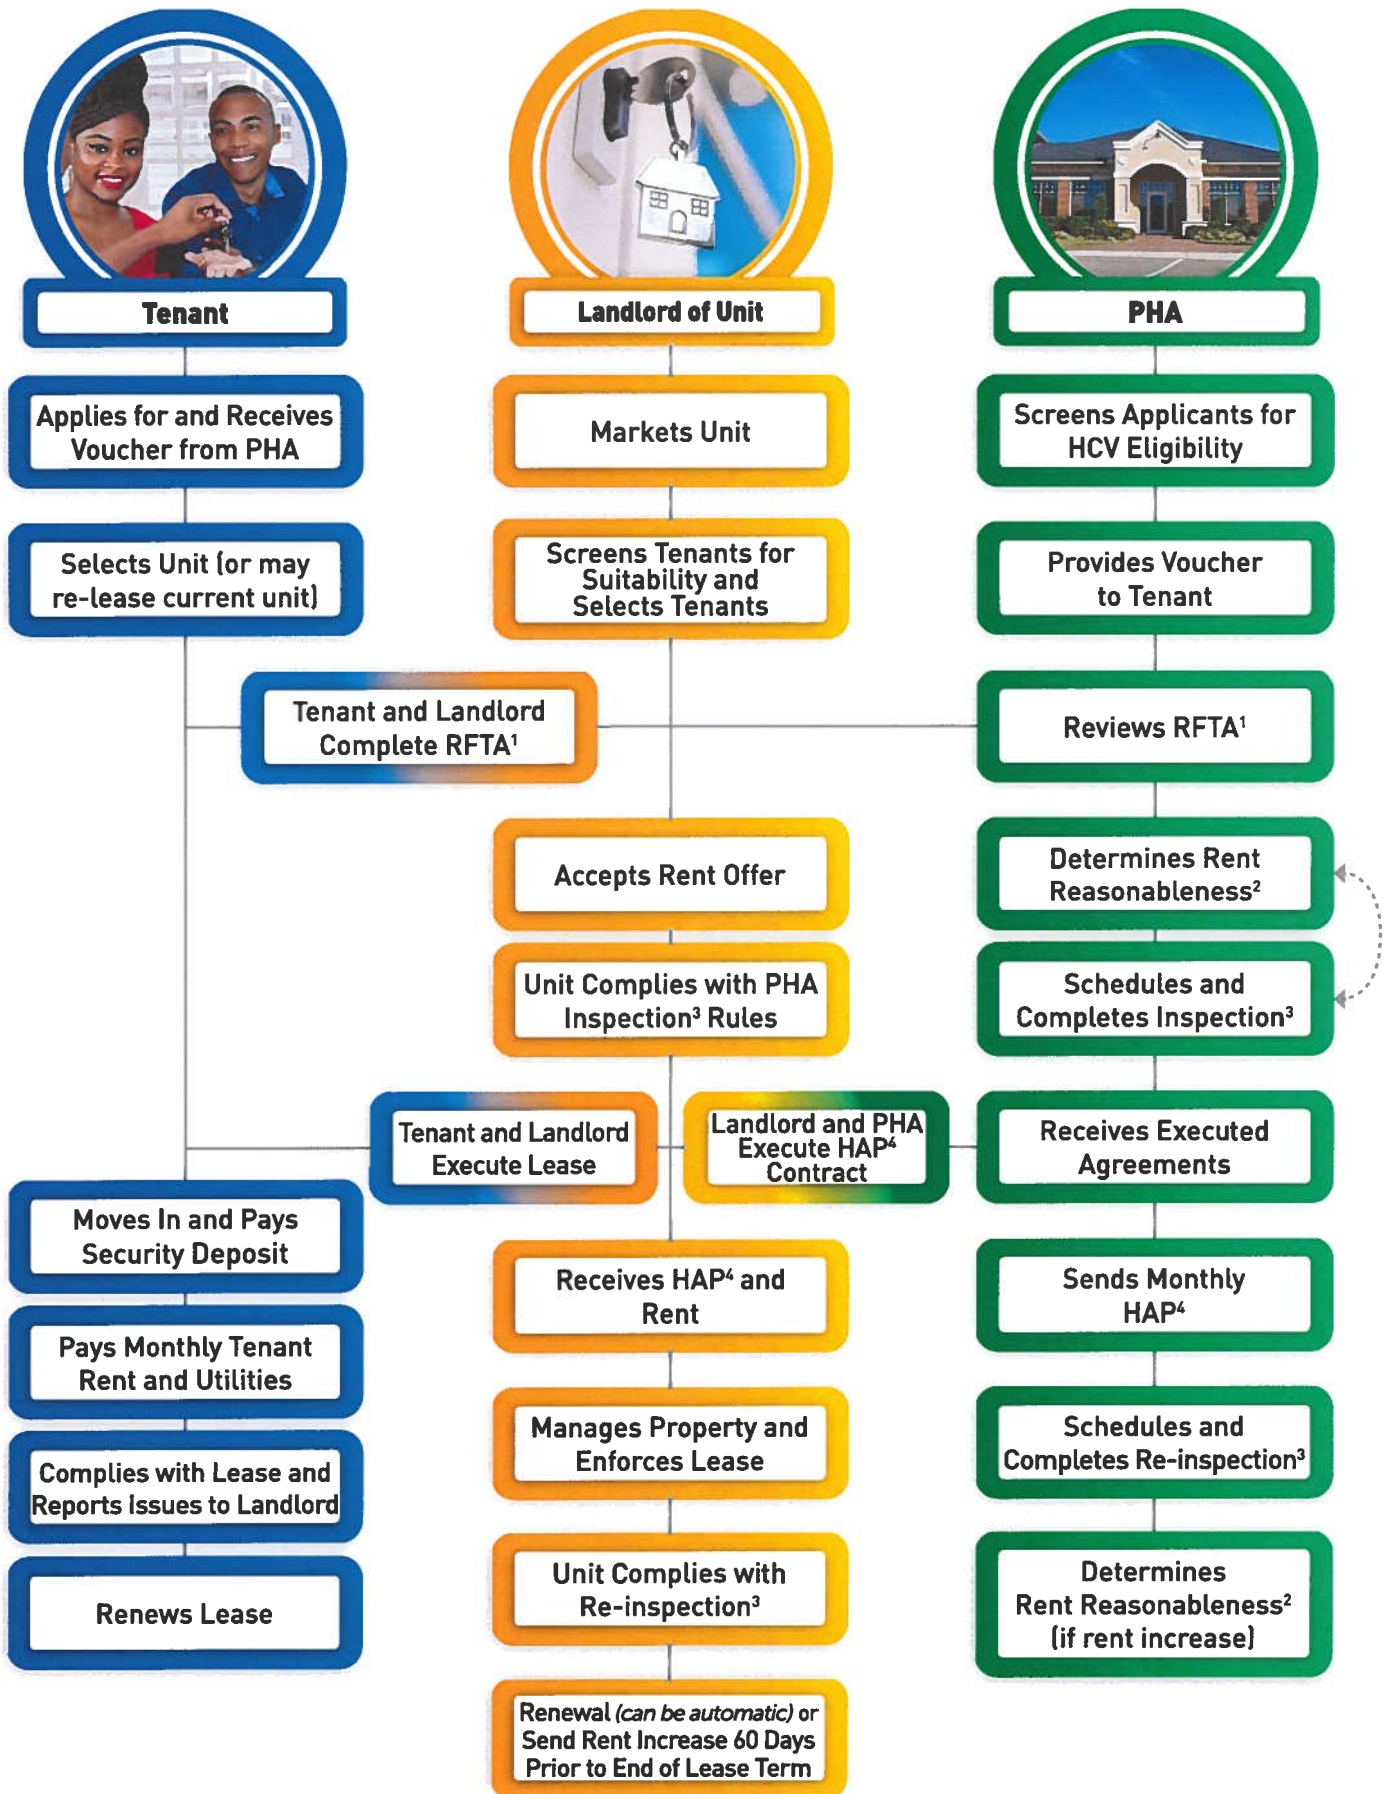 Tenant
Applies for and Receives
Voucher from PHA
Selects Unit (or may
re-lease current unit)
Landlord of Unit
Markets Unit
Screens Tenants for
Suitability and
Selects Tenants
PHA
Screens Applicants for
HCV Eligibility
Provides Voucher
to Tenant
Tenant and Landlord
Complete RFTA¹
Reviews RFTA¹
Accepts Rent Offer
Determines Rent
Reasonableness²
Unit Complies with PHA
Inspection³ Rules
Schedules and
Completes Inspection³
Tenant and Landlord
Execute Lease
Landlord and PHA
Execute HAP⁴
Contract
Receives Executed
Agreements
Moves In and Pays
Security Deposit
Pays Monthly Tenant
Rent and Utilities
Complies with Lease and
Reports Issues to Landlord
Renews Lease
Receives HAP⁴ and
Rent
Manages Property and
Enforces Lease
Unit Complies with
Re-inspection³
Renewal (can be automatic) or
Send Rent Increase 60 Days
Prior to End of Lease Term
Sends Monthly
HAP⁴
Schedules and
Completes Re-inspection³
Determines
Rent Reasonableness²
(if rent increase)